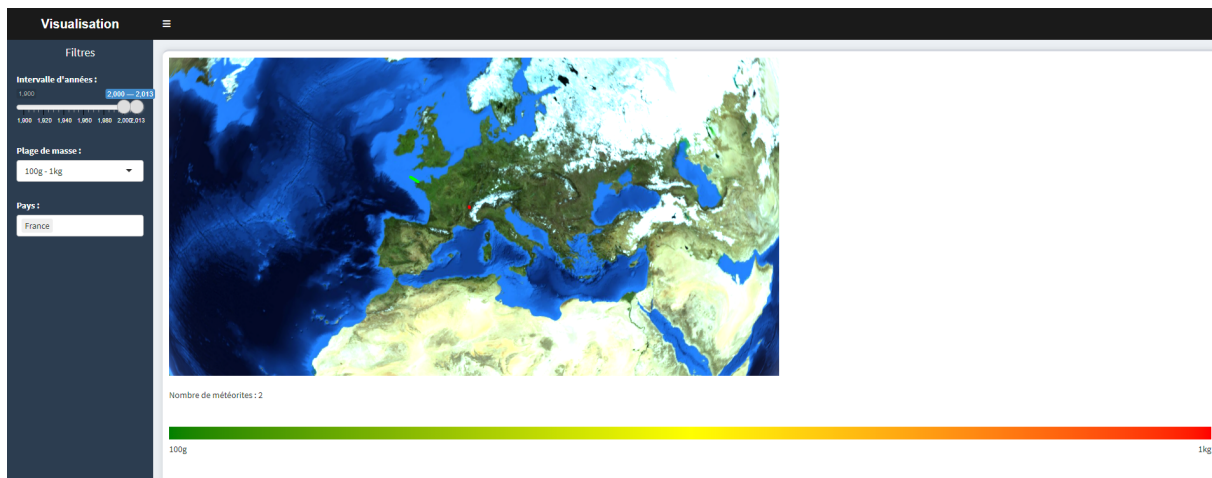 Visualisation
Filtres
Intervalle d'années :
1,900
2,000 — 2,013
1,900 1,920 1,940 1,960 1,980 2,000 2,013
Plage de masse :
100g - 1kg
Pays :
France
Nombre de météorites : 2
100g
1kg